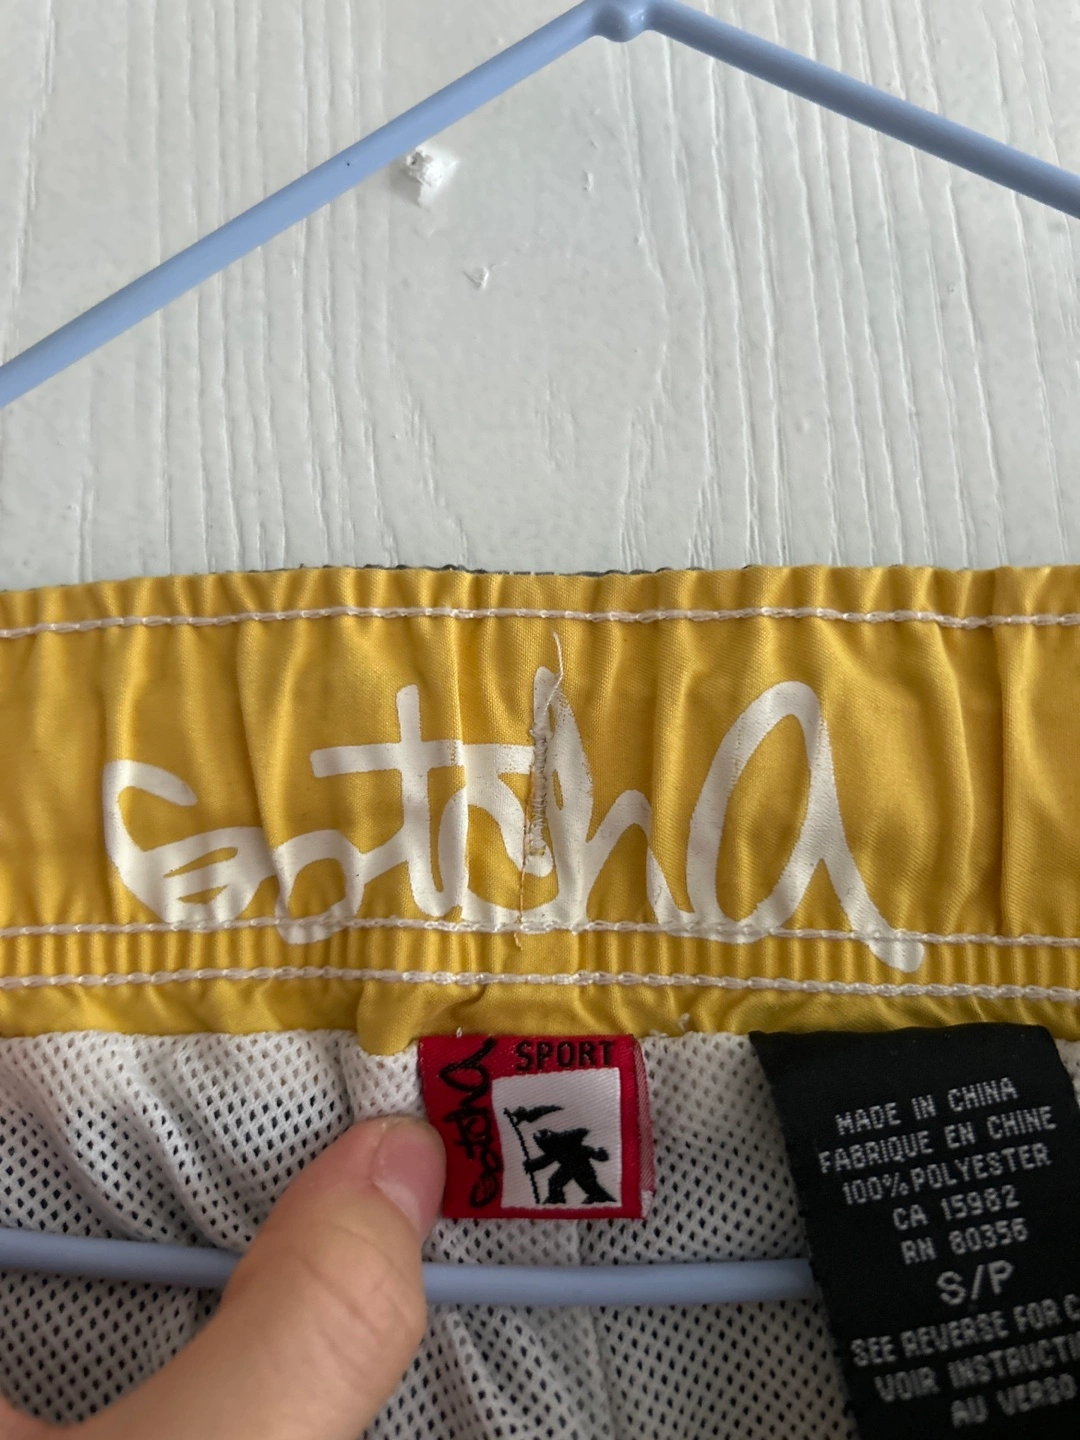 GotchA
SPORT
GotchA
MADE IN CHINA
FABRIQUE EN CHINE
100% POLYESTER
CA 15982
RN 80356
S/P
SEE REVERSE FOR
VOIR
AU VERSO